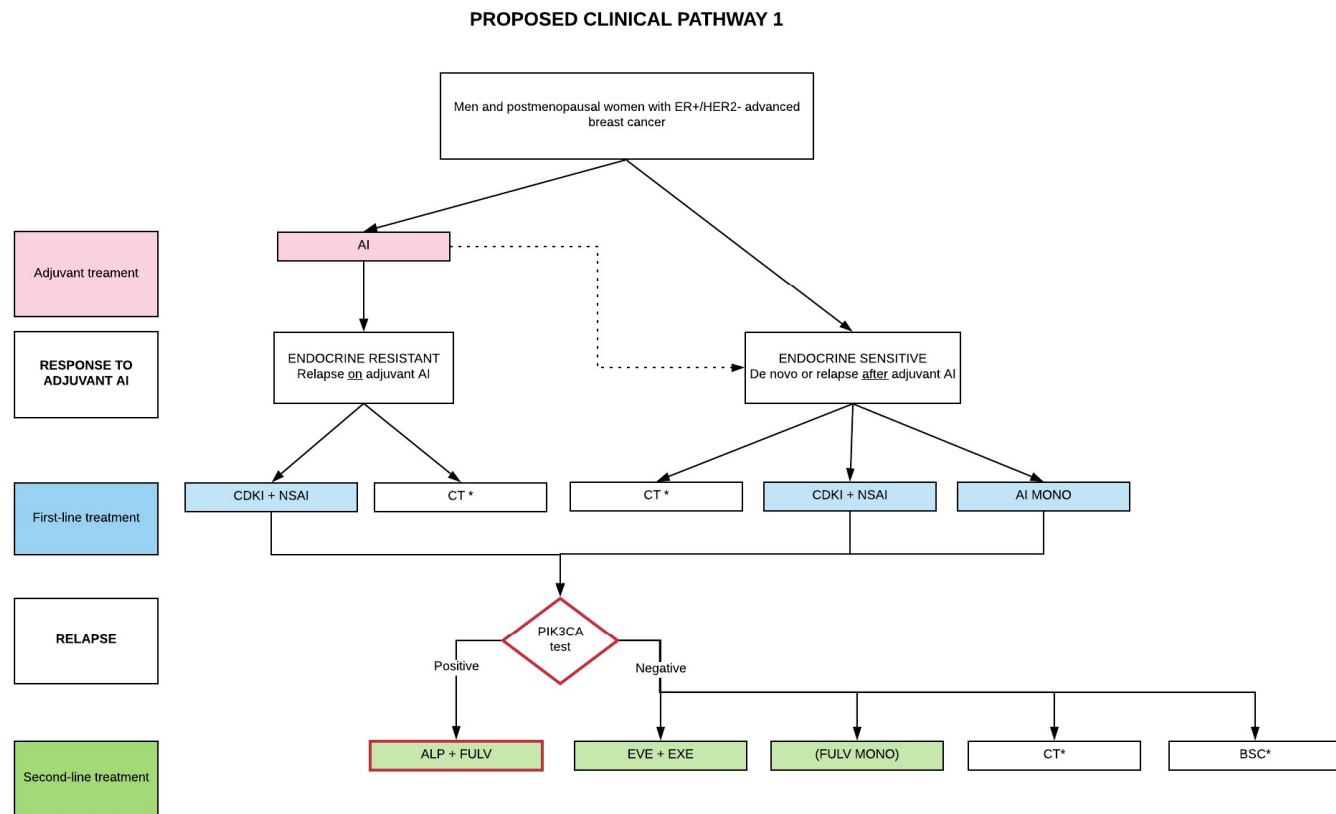 PROPOSED CLINICAL PATHWAY 1
Men and postmenopausal women with ER+/HER2- advanced
breast cancer
Adjuvant treament
AI
RESPONSE TO
ADJUVANT AI
ENDOCRINE RESISTANT
Relapse on adjuvant AI
ENDOCRINE SENSITIVE
De novo or relapse after adjuvant AI
First-line treatment
CDKI + NSAI
CT *
CT *
CDKI + NSAI
AI MONO
RELAPSE
PIK3CA
test
Positive
Negative
Second-line treatment
ALP + FULV
EVE + EXE
(FULV MONO)
CT*
BSC*